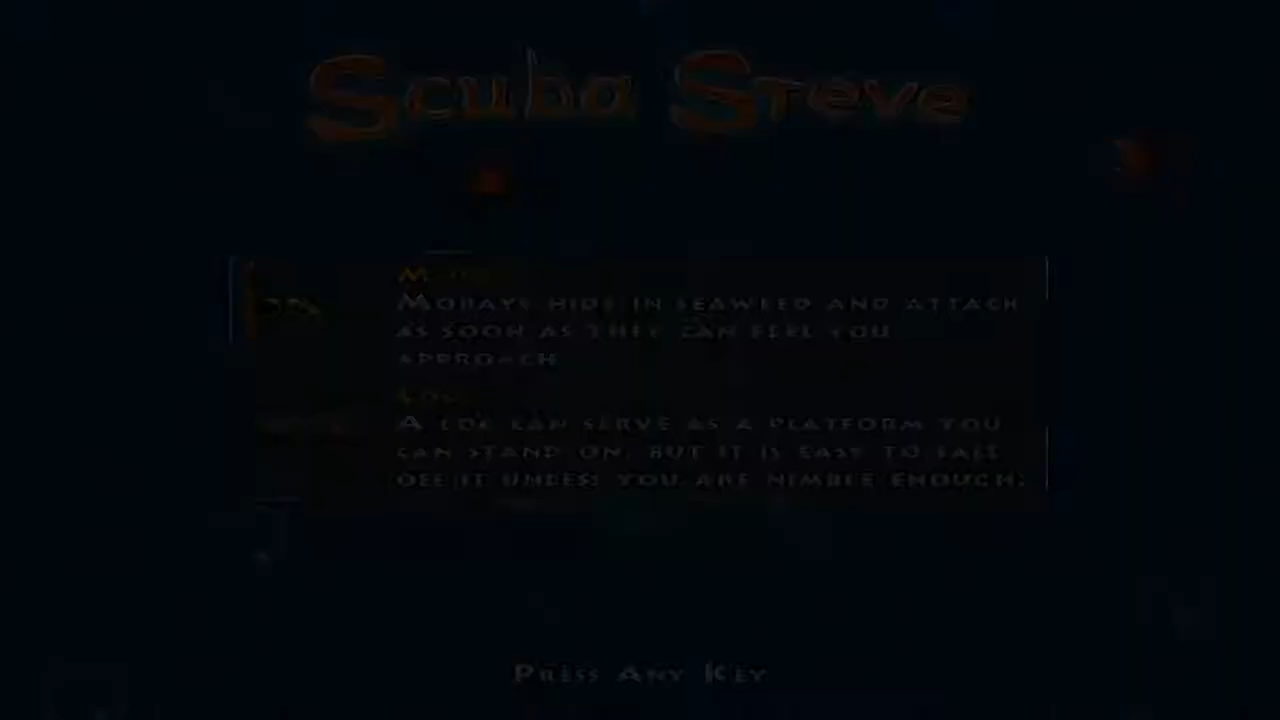 Scuba Steve
Moray
Morays hide in seaweed and attack
as soon as they can feel you
approach
Log
A log can serve as a platform you
can stand on, but it is easy to fall
off it unless you are nimble enough.
Press Any Key